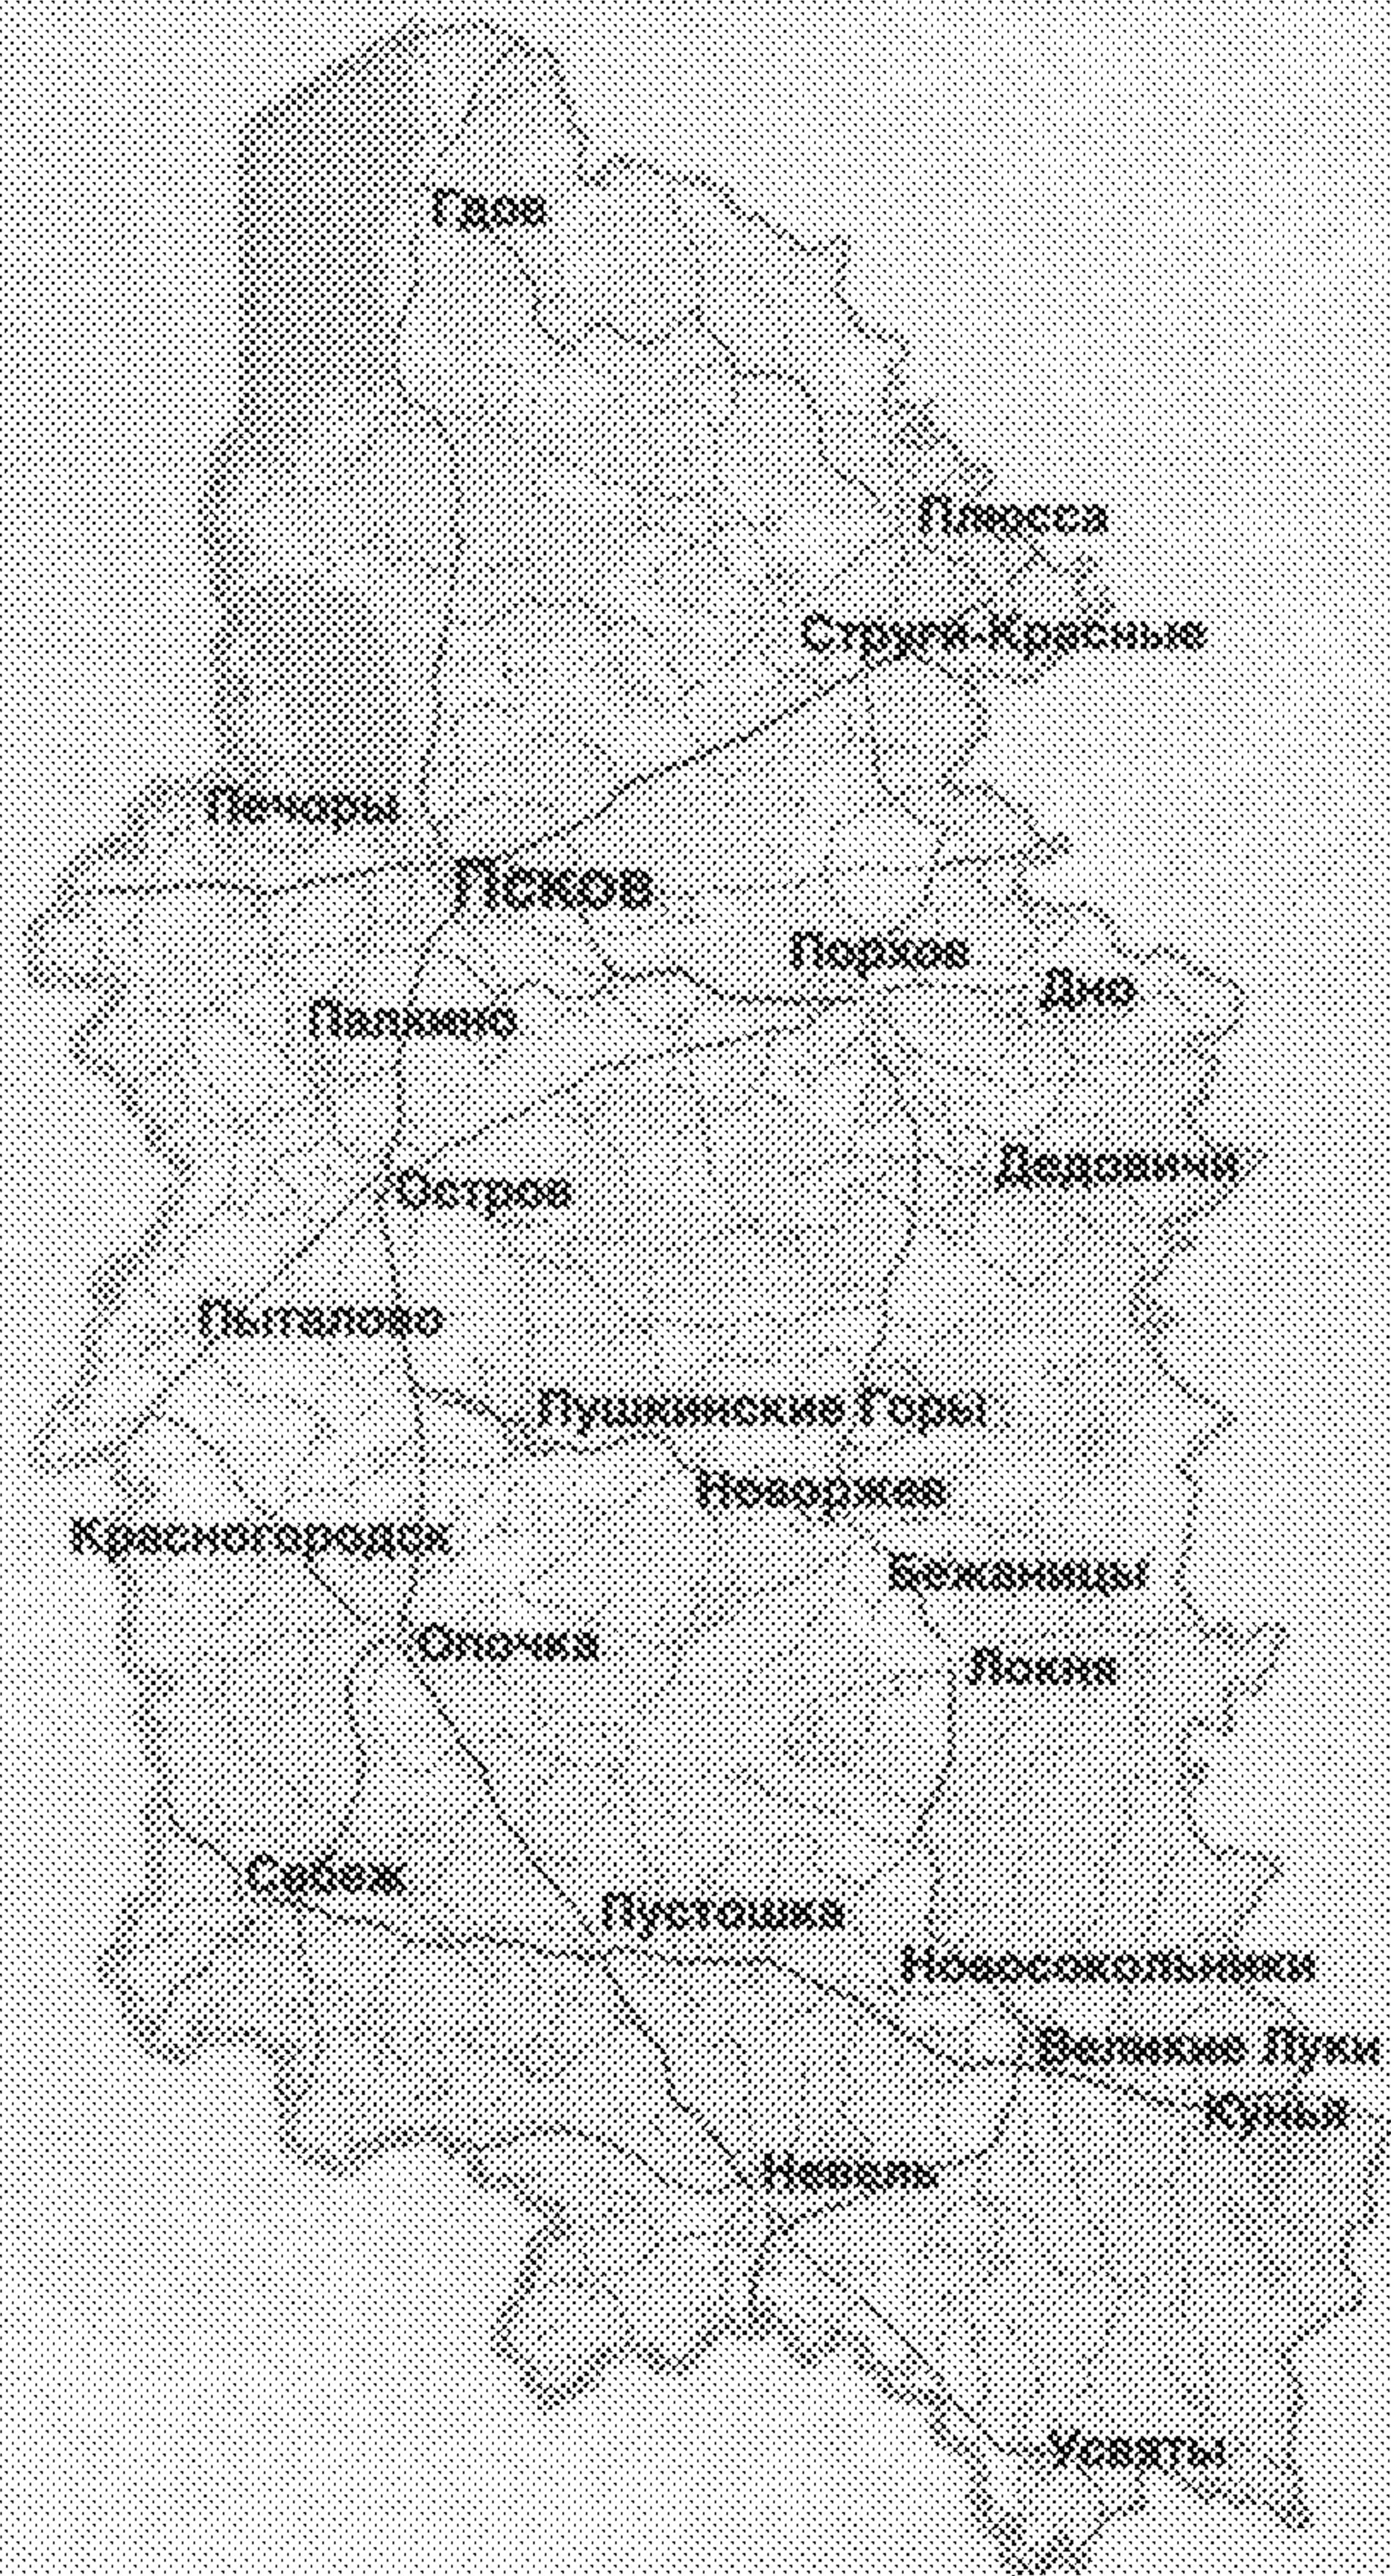 Гдов
Плюсса
Струги-Красные
Печоры
Псков
Порхов
Дно
Палкино
Дедовичи
Остров
Пыталово
Пушкинские Горы
Новоржев
Красногородск
Бежаницы
Опочка
Локня
Себеж
Пустошка
Новосокольники
Великие Луки
Кунья
Невель
Усвяты